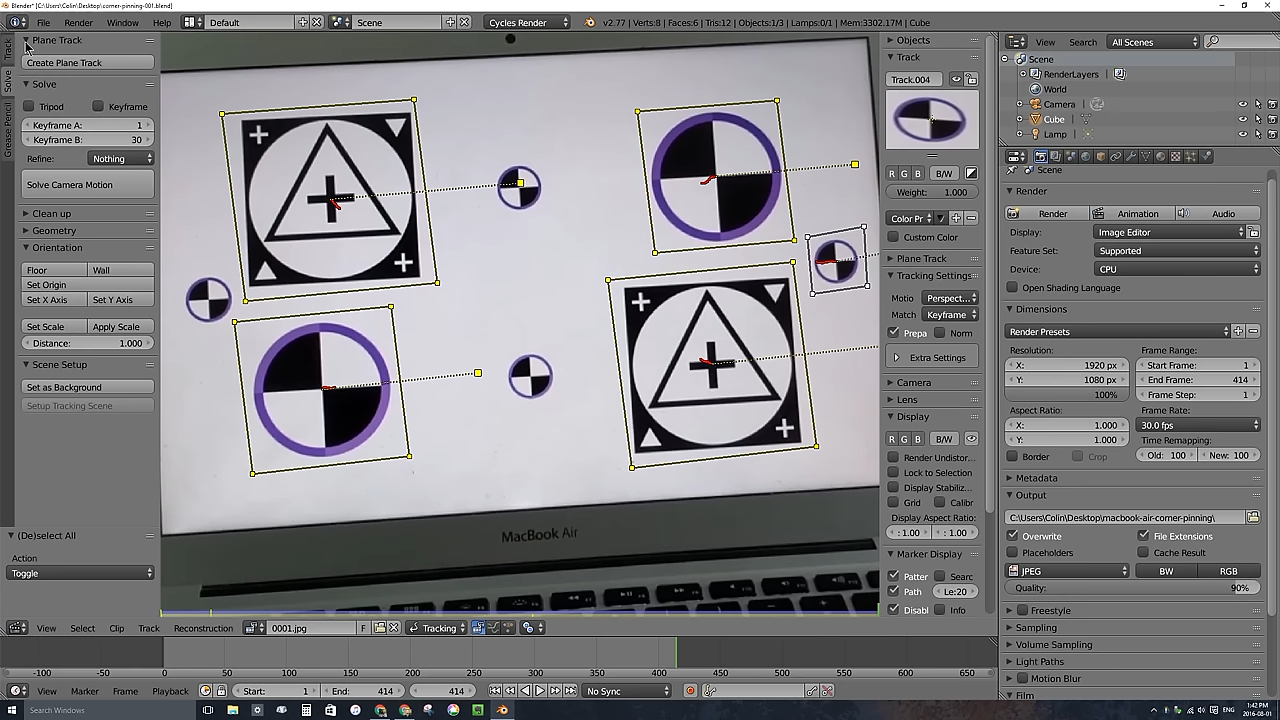 Blender* [C:\Users\Colin\Desktop\corner-pinning-001.blend]
File Render Window Help Default Scene Cycles Render v2.77 | Verts:8 | Faces:6 | Tris:12 | Objects:1/3 | Lamps:0/1 | Mem:3302.17M | Cube
Track
Solve
Grease Pencil
Plane Track
Create Plane Track
Solve
Tripod Keyframe
Keyframe A: 1
Keyframe B: 30
Refine: Nothing
Solve Camera Motion
Clean up
Geometry
Orientation
Floor Wall
Set Origin
Set X Axis Set Y Axis
Set Scale Apply Scale
Distance: 1.000
Scene Setup
Set as Background
Setup Tracking Scene
(De)select All
Action
Toggle
MacBook Air
Objects
Track
Track.004
R G B B/W
Weight: 1.000
Color Pr
Custom Color
Plane Track
Tracking Settings
Motio Perspect...
Match Keyframe
Prepa Norm
Extra Settings
Camera
Lens
Display
R G B B/W
Render Undistor...
Lock to Selection
Display Stabiliz...
Grid Calibr
Display Aspect Ratio:
: 1.00 : 1.00
Marker Display
Patter Searc
Path Le:20
Disabl Info
View Search All Scenes
Scene
RenderLayers
World
Camera
Cube
Lamp
Scene
Render
Render Animation Audio
Display: Image Editor
Feature Set: Supported
Device: CPU
Open Shading Language
Dimensions
Render Presets
Resolution: Frame Range:
X: 1920 px Start Frame: 1
Y: 1080 px End Frame: 414
100% Frame Step: 1
Aspect Ratio: Frame Rate:
X: 1.000 30.0 fps
Y: 1.000 Time Remapping:
Border Crop Old: 100 New: 100
Metadata
Output
C:\Users\Colin\Desktop\macbook-air-corner-pinning\
Overwrite File Extensions
Placeholders Cache Result
JPEG BW RGB
Quality: 90%
Freestyle
Sampling
Volume Sampling
Light Paths
Motion Blur
Film
View Select Clip Track Reconstruction 0001.jpg F Tracking
-100 -50 0 50 100 150 200 250 300 350 400 450 500 550 600 650
View Marker Frame Playback Start: 1 End: 414 414 No Sync
Search Windows
ENG 1:42 PM
2016-03-01